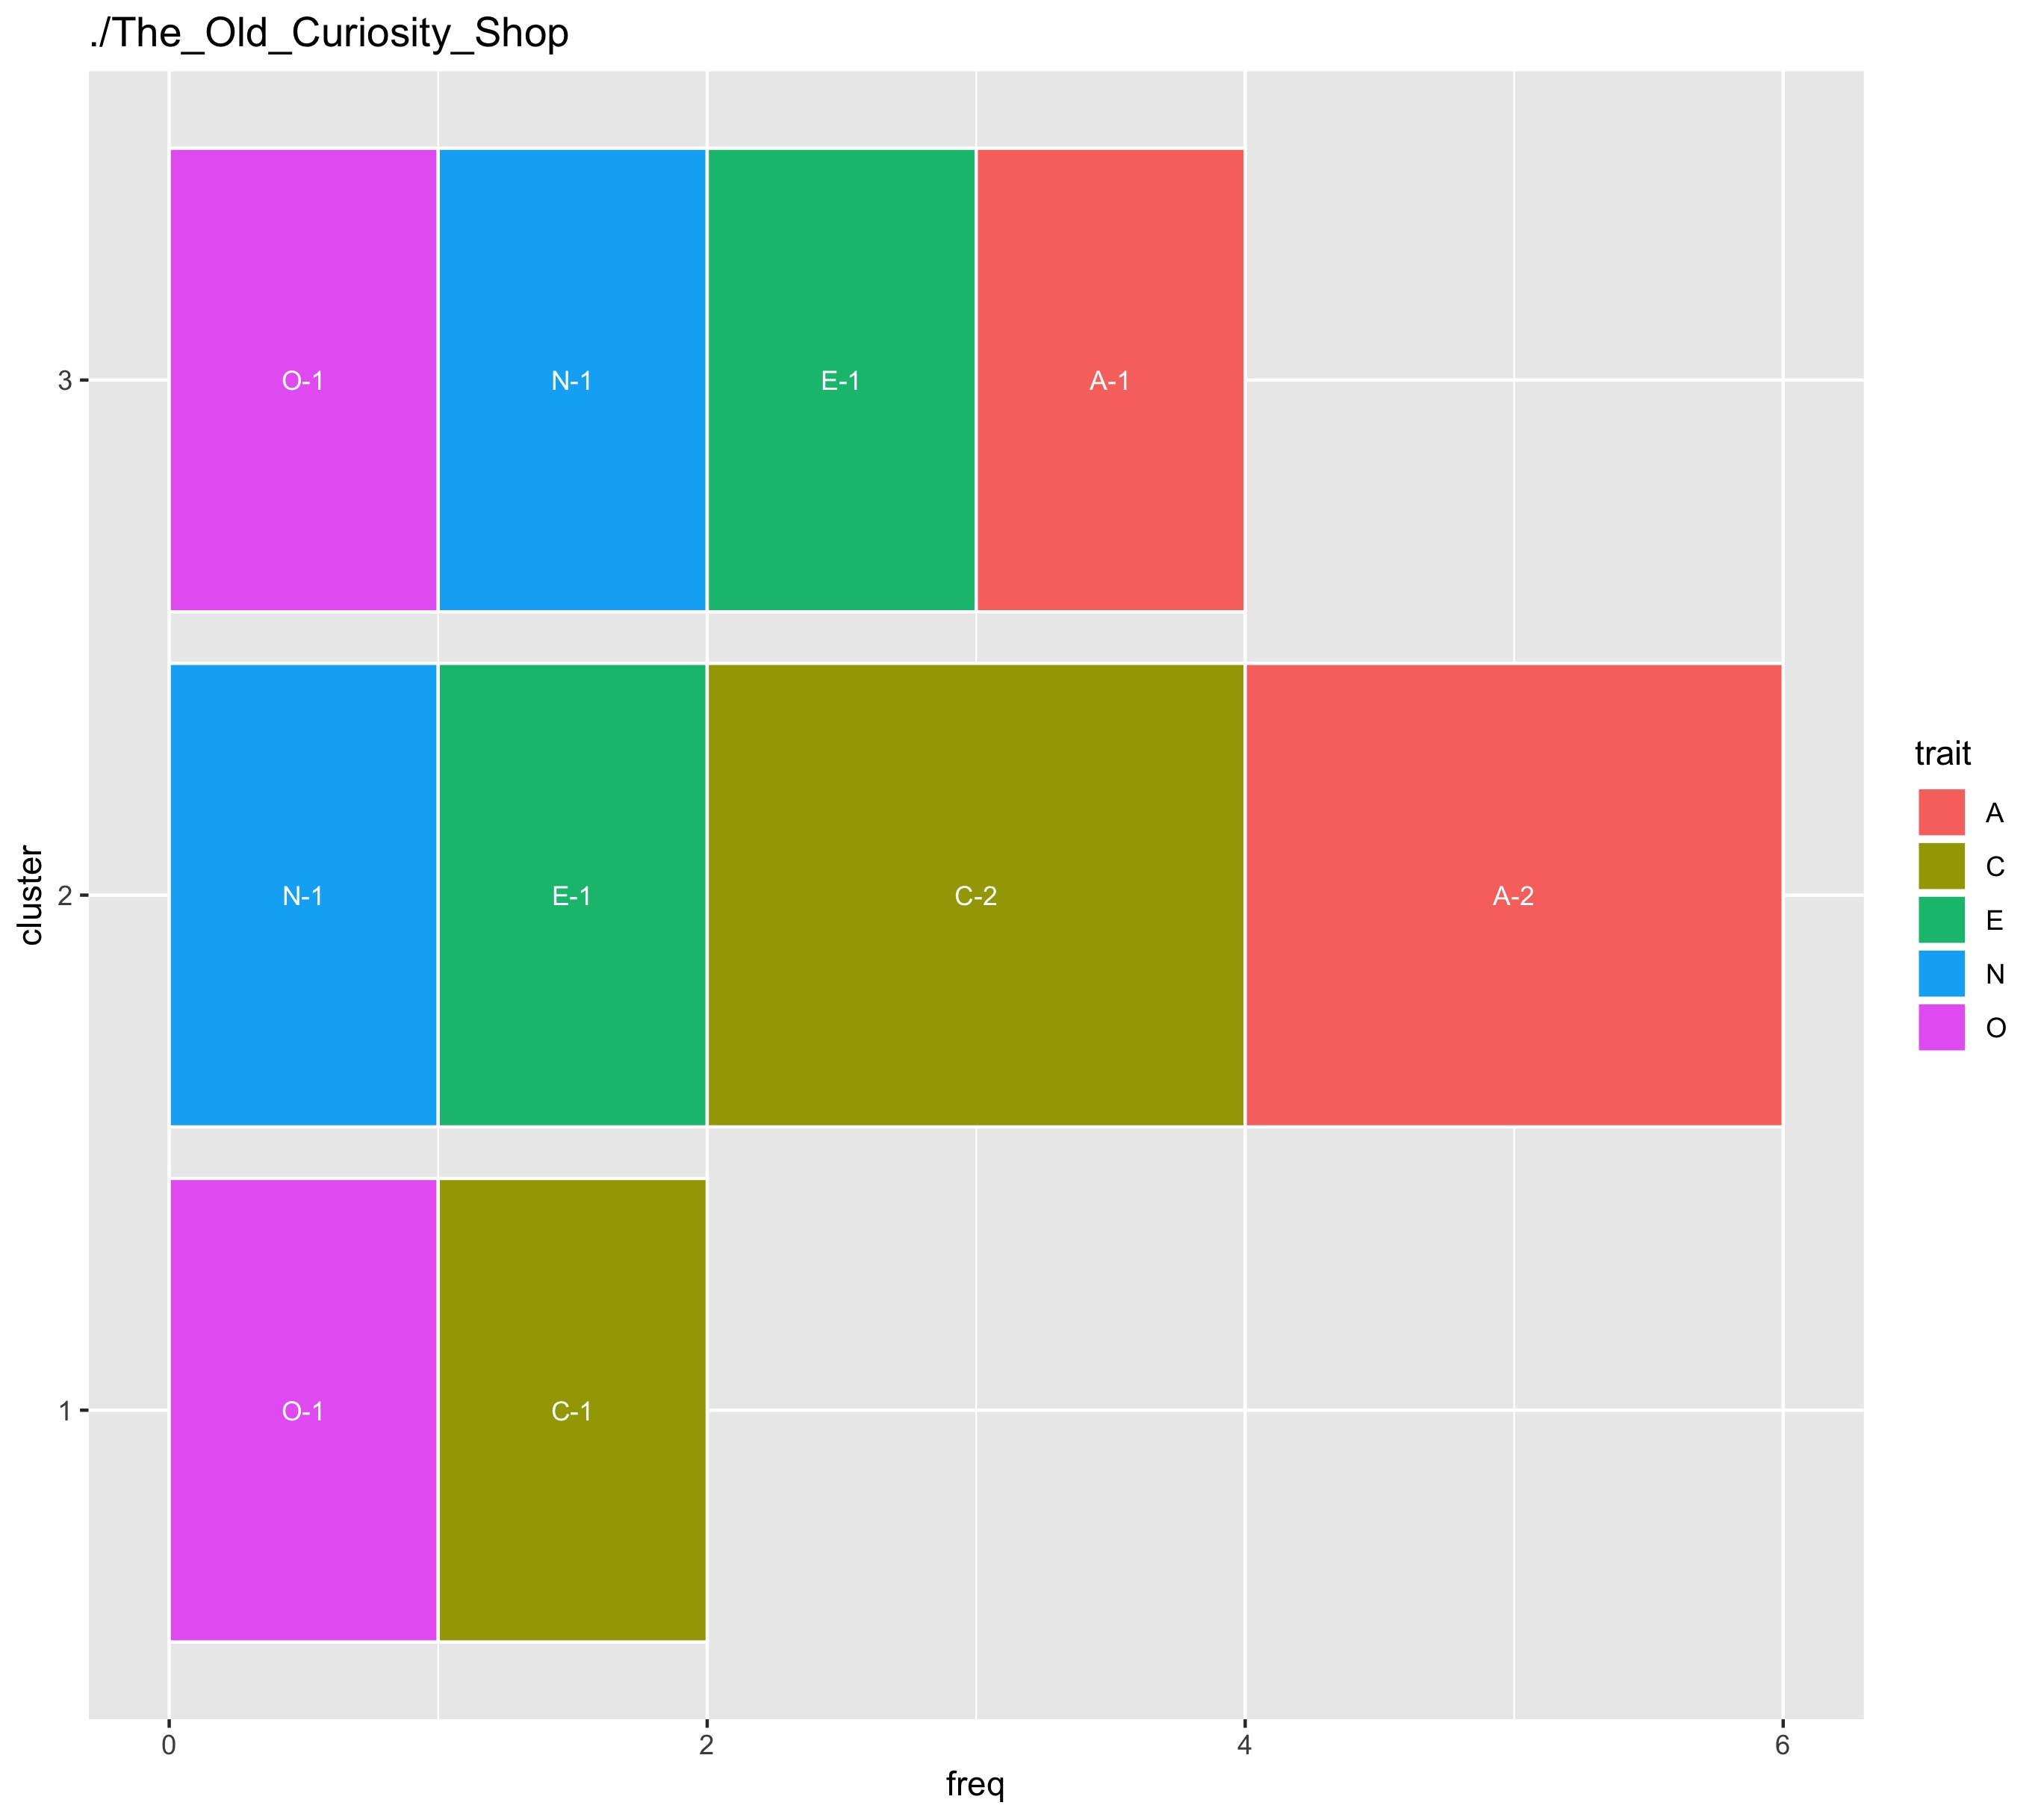 ./The_Old_Curiosity_Shop
3
O-1 N-1 E-1 A-1
cluster
2
N-1 E-1 C-2 A-2
1
O-1 C-1
0 2 4 6
freq
trait
A
C
E
N
O